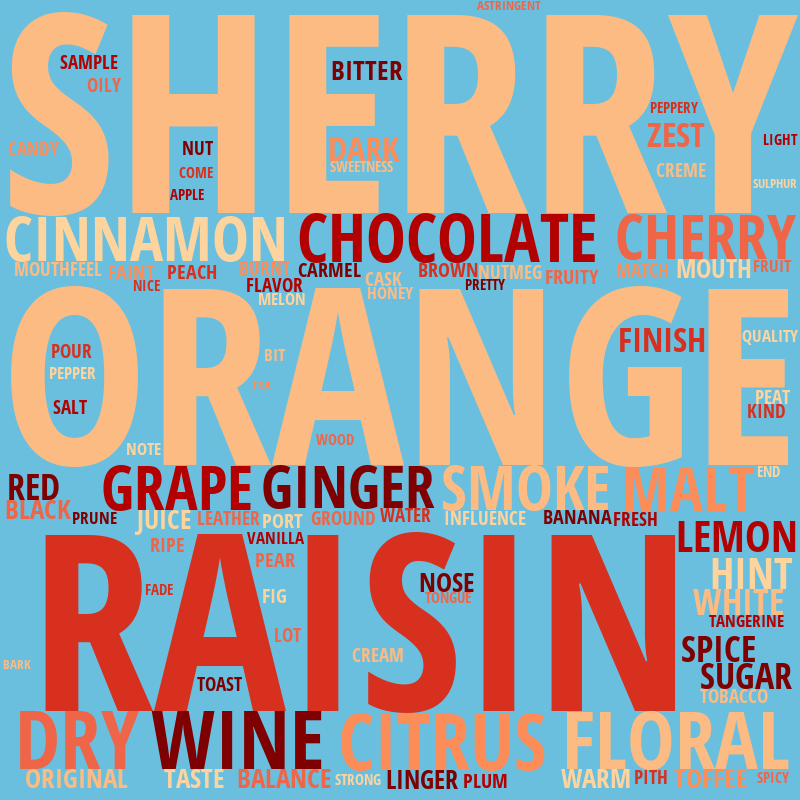 ASTRINGENT
SHERRY
SAMPLE
OILY
BITTER
CANDY
NUT
COME
APPLE
DARK
SWEETNESS
PEPPERY
ZEST
LIGHT
CREME
SULPHUR
CINNAMON CHOCOLATE CHERRY
MOUTHFEEL FAINT PEACH BURNT CARMEL CASK BROWN NUTMEG FRUITY MATCH MOUTH FRUIT
NICE FLAVOR HONEY PRETTY
MELON
ORANGE
POUR
PEPPER
SALT
BIT
WOOD
NOTE
FINISH
QUALITY
PEAT
KIND
END
RED GRAPE GINGER SMOKE MALT
BLACK PRUNE JUICE LEATHER PORT GROUND WATER INFLUENCE BANANA FRESH
RIPE VANILLA LEMON
RAISIN
PEAR
FADE
FIG
LOT
NOSE
TONGUE
CREAM
TOAST
BARK
HINT
WHITE
TANGERINE
SPICE
SUGAR
TOBACCO
DRY WINE CITRUS FLORAL
ORIGINAL TASTE BALANCE STRONG LINGER PLUM WARM PITH TOFFEE SPICY